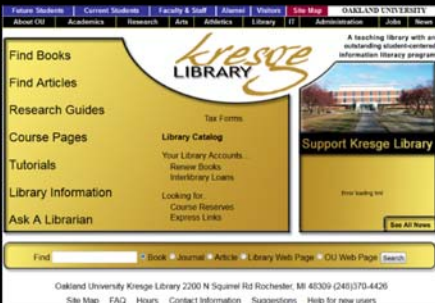 Future Students Current Students Faculty & Staff Alumni Visitors Site Map OAKLAND UNIVERSITY
About OU Academics Research Arts Athletics Library IT Administration Jobs News
kresge
LIBRARY
A teaching library with an
outstanding student-centered
information literacy program
Find Books
Find Articles
Research Guides
Course Pages
Tutorials
Library Information
Ask A Librarian
Tax Forms
Library Catalog
Your Library Accounts...
Renew Books
Interlibrary Loans
Looking for...
Course Reserves
Express Links
Support Kresge Library
Error loading feed
See All News
Find Book Journal Article Library Web Page OU Web Page Search
Oakland University Kresge Library 2200 N Squirrel Rd Rochester, MI 48309 (248)370-4426
Site Map FAQ Hours Contact Information Suggestions Help for new users